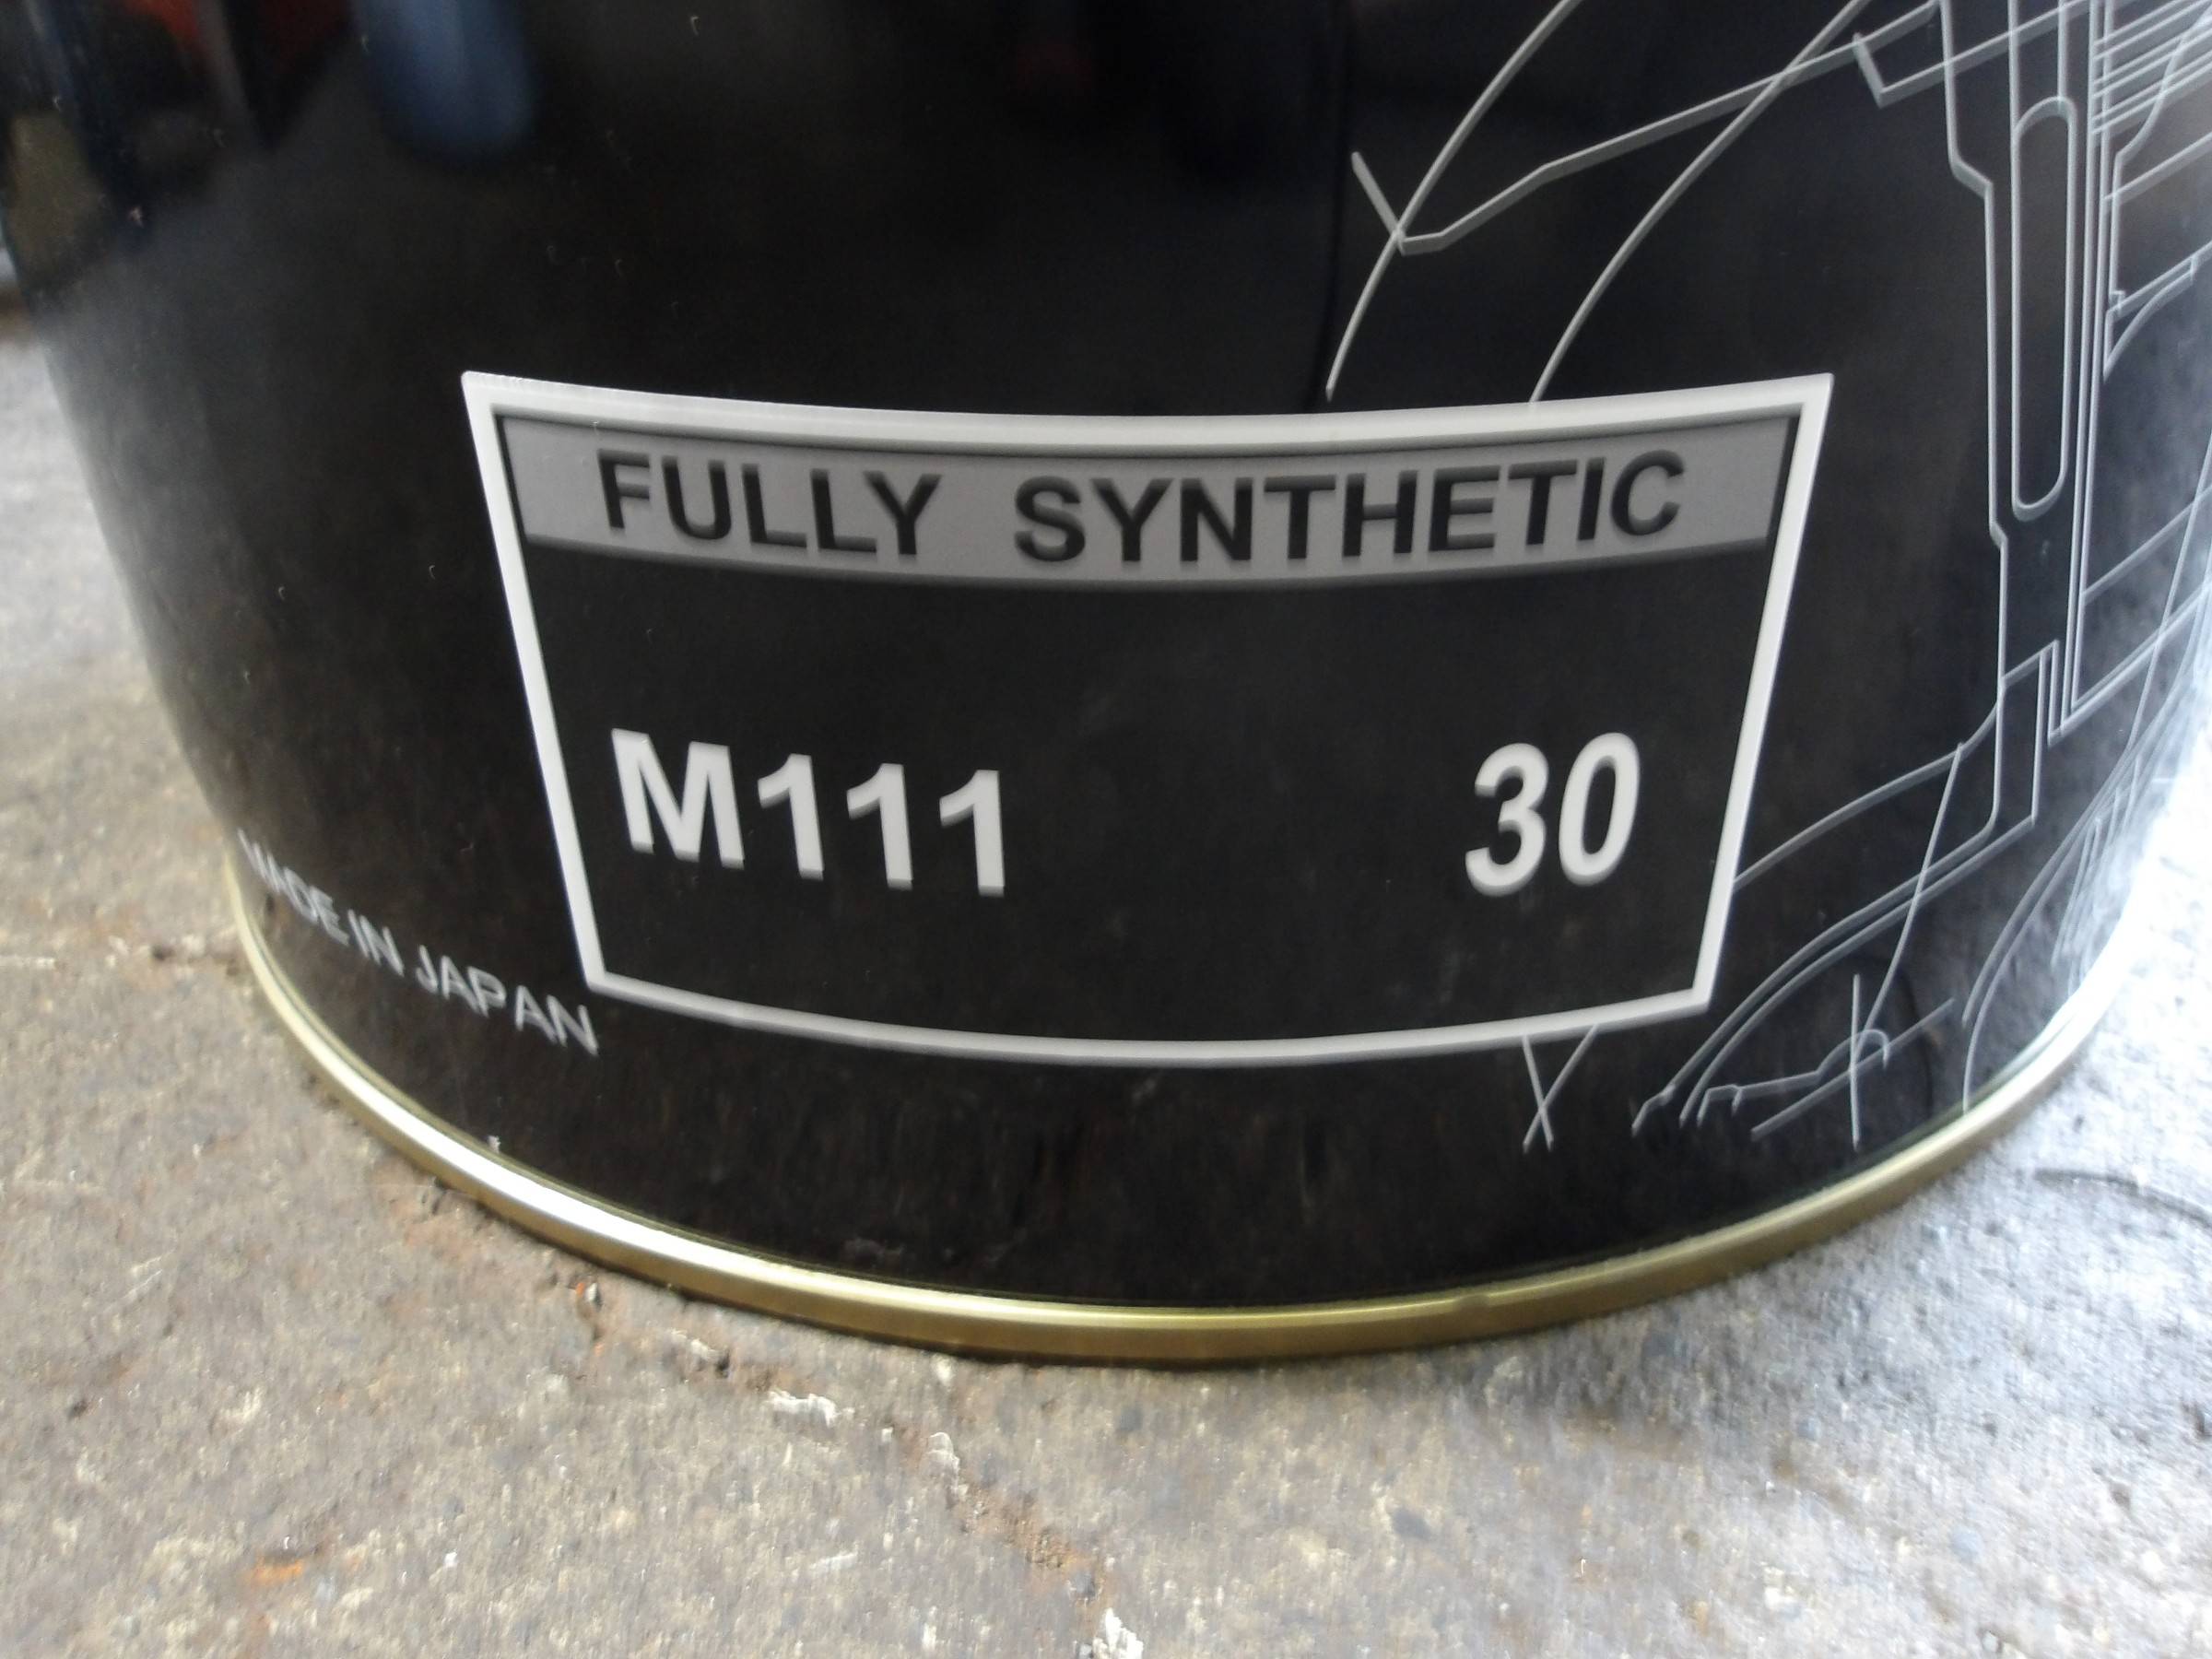 FULLY SYNTHETIC
M111 30
MADE IN JAPAN